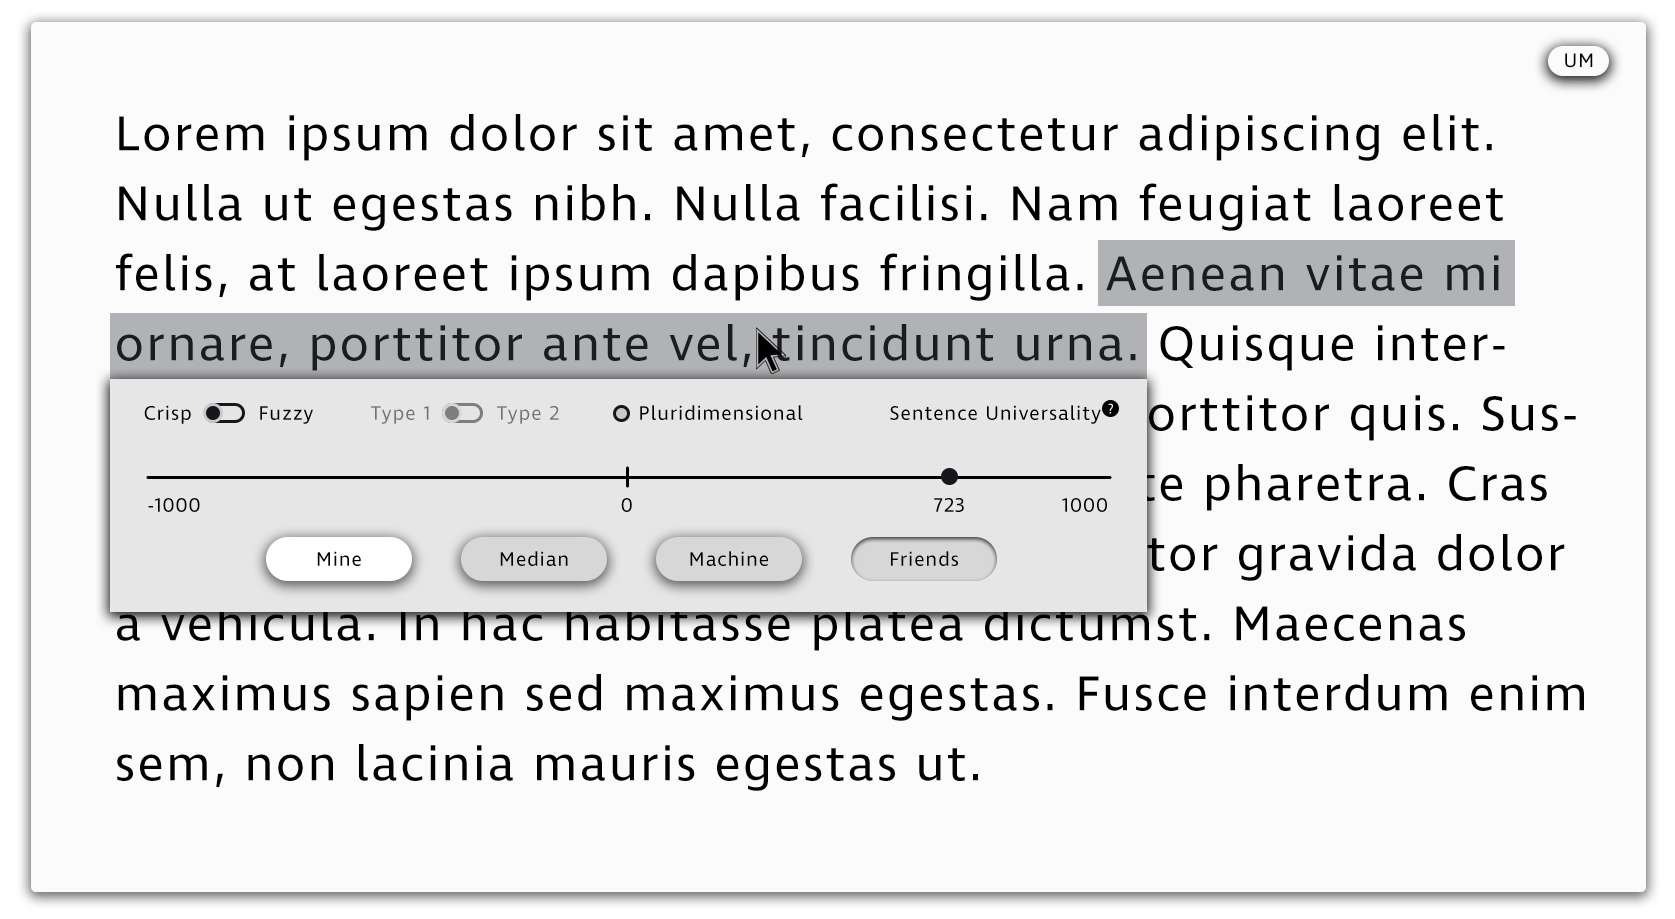 UM
Lorem ipsum dolor sit amet, consectetur adipiscing elit.
Nulla ut egestas nibh. Nulla facilisi. Nam feugiat laoreet
felis, at laoreet ipsum dapibus fringilla. Aenean vitae mi
ornare, porttitor ante vel, tincidunt urna. Quisque inter-
Crisp Fuzzy Type 1 Type 2 Pluridimensional Sentence Universality?
orttitor quis. Sus-
te pharetra. Cras
-1000 0 723 1000
Mine Median Machine Friends
tor gravida dolor
a vehicula. In hac habitasse platea dictumst. Maecenas
maximus sapien sed maximus egestas. Fusce interdum enim
sem, non lacinia mauris egestas ut.